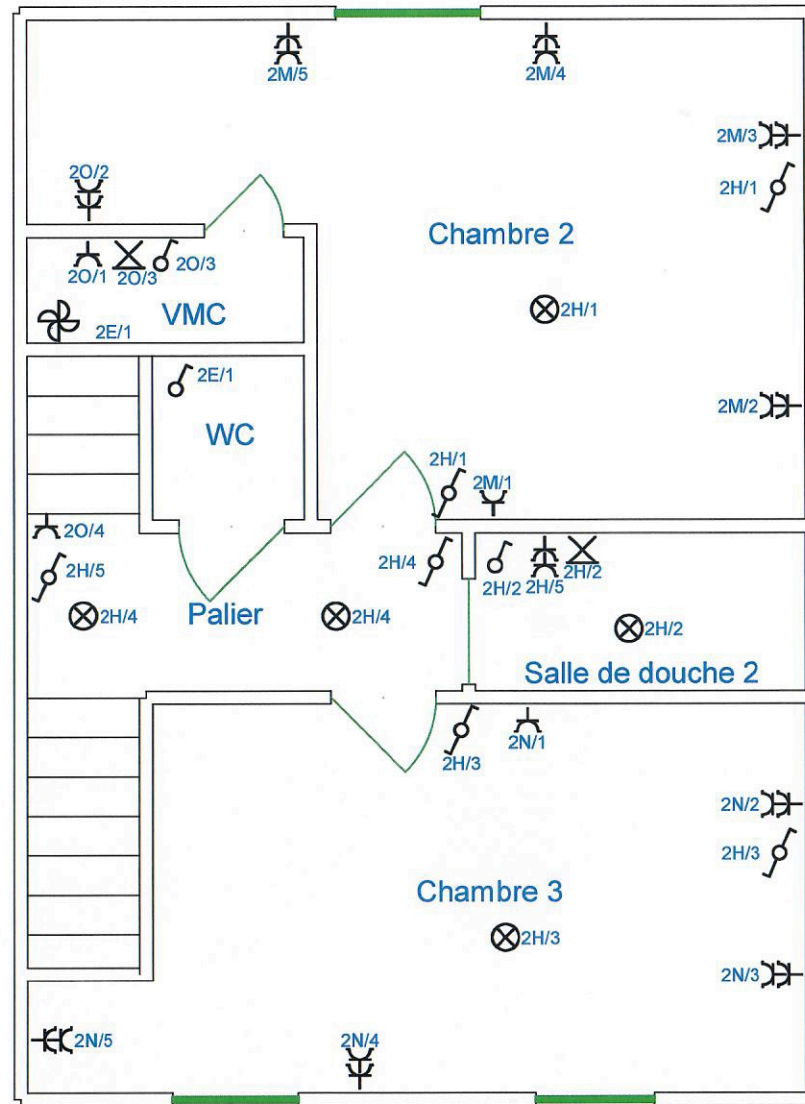 2M/5
2M/4
2M/3
2H/1
2O/2
Chambre 2
2O/1
2O/3
2O/3
VMC
2E/1
2H/1
2E/1
WC
2M/2
2H/1
2M/1
2O/4
2H/5
2H/4
Palier
2H/4
2H/4
2H/2
2H/5
2H/2
2H/2
Salle de douche 2
2H/3
2N/1
2N/2
2H/3
Chambre 3
2H/3
2N/3
2N/5
2N/4